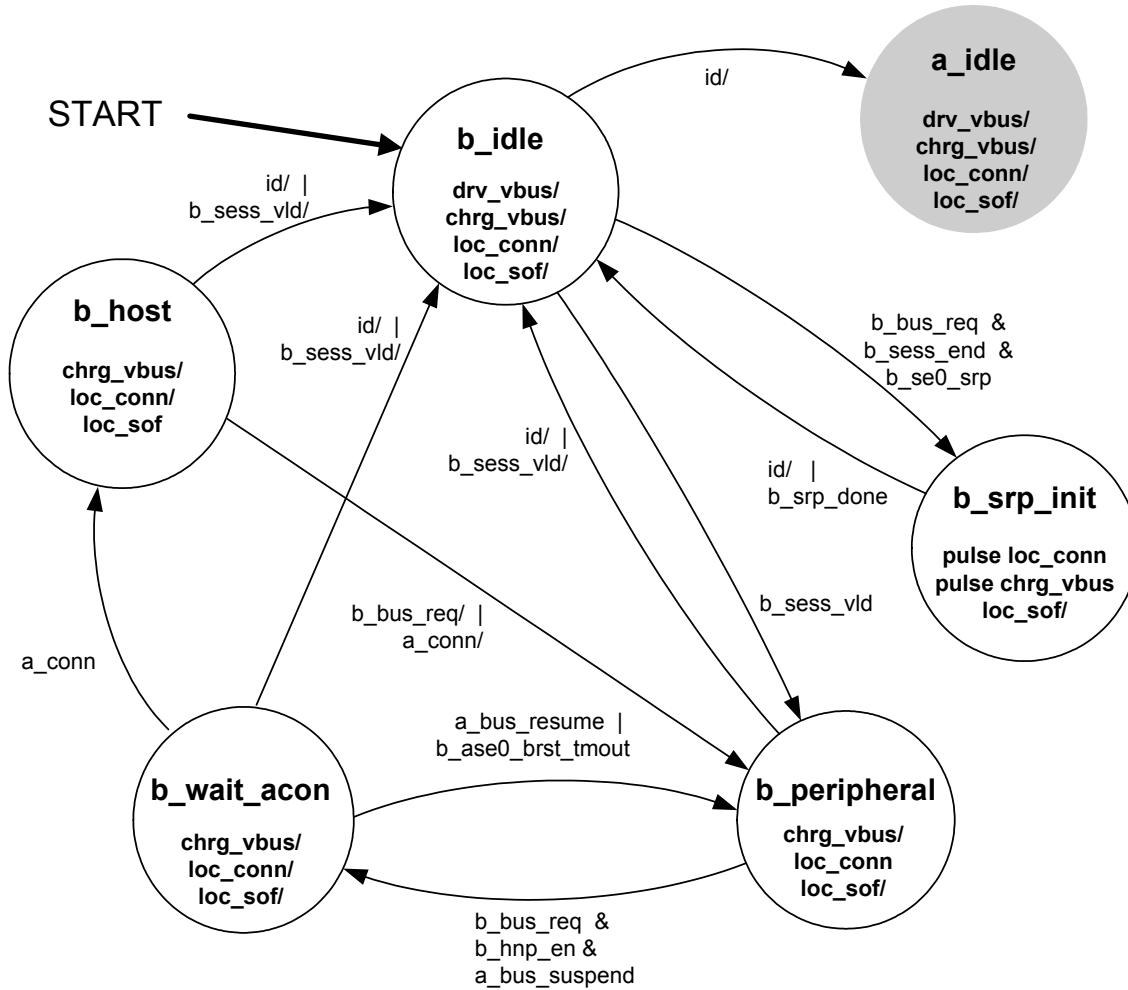 a_idle
drv_vbus/
chrg_vbus/
loc_conn/
loc_sof/
id/
START
b_idle
drv_vbus/
chrg_vbus/
loc_conn/
loc_sof/
id/ |
b_sess_vld/
b_host
chrg_vbus/
loc_conn/
loc_sof
id/ |
b_sess_vld/
b_bus_req &
b_sess_end &
b_se0_srp
id/ |
b_sess_vld/
id/ |
b_srp_done
b_srp_init
pulse loc_conn
pulse chrg_vbus
loc_sof/
b_bus_req/ |
a_conn/
b_sess_vld
a_conn
a_bus_resume |
b_ase0_brst_tmout
b_wait_acon
chrg_vbus/
loc_conn/
loc_sof/
b_peripheral
chrg_vbus/
loc_conn
loc_sof/
b_bus_req &
b_hnp_en &
a_bus_suspend